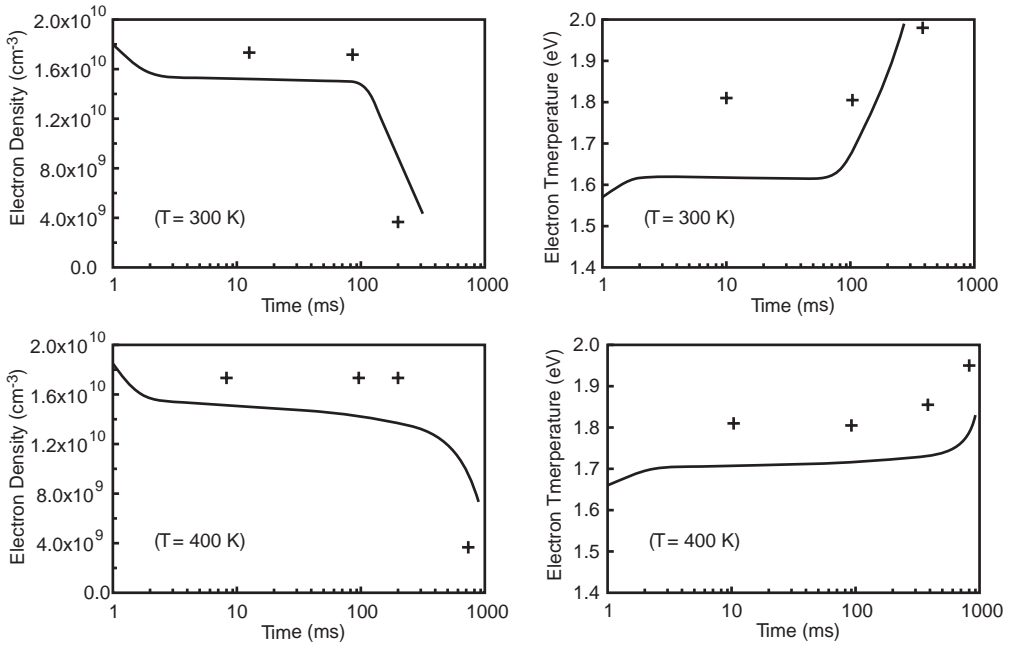 Electron Density (cm-3)
2.0x10 10
1.6x10 10
1.2x10 10
8.0x10 9
4.0x10 9
0.0
(T = 300 K)
1 10 100 1000
Time (ms)
Electron Tmerperature (eV)
2.0
1.9
1.8
1.7
1.6
1.5
1.4
(T = 300 K)
1 10 100 1000
Time (ms)
Electron Density (cm-3)
2.0x10 10
1.6x10 10
1.2x10 10
8.0x10 9
4.0x10 9
0.0
(T = 400 K)
1 10 100 1000
Time (ms)
Electron Tmerperature (eV)
2.0
1.9
1.8
1.7
1.6
1.5
1.4
(T = 400 K)
1 10 100 1000
Time (ms)